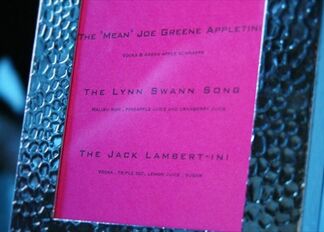 The 'Mean' Joe Greene Appletini
Vodka & Green Apple Schnapps
The Lynn Swann Song
Malibu Rum, Pineapple Juice and Cranberry Juice
The Jack Lambert-ini
Vodka, Triple Sec, Lemon Juice, Sugar